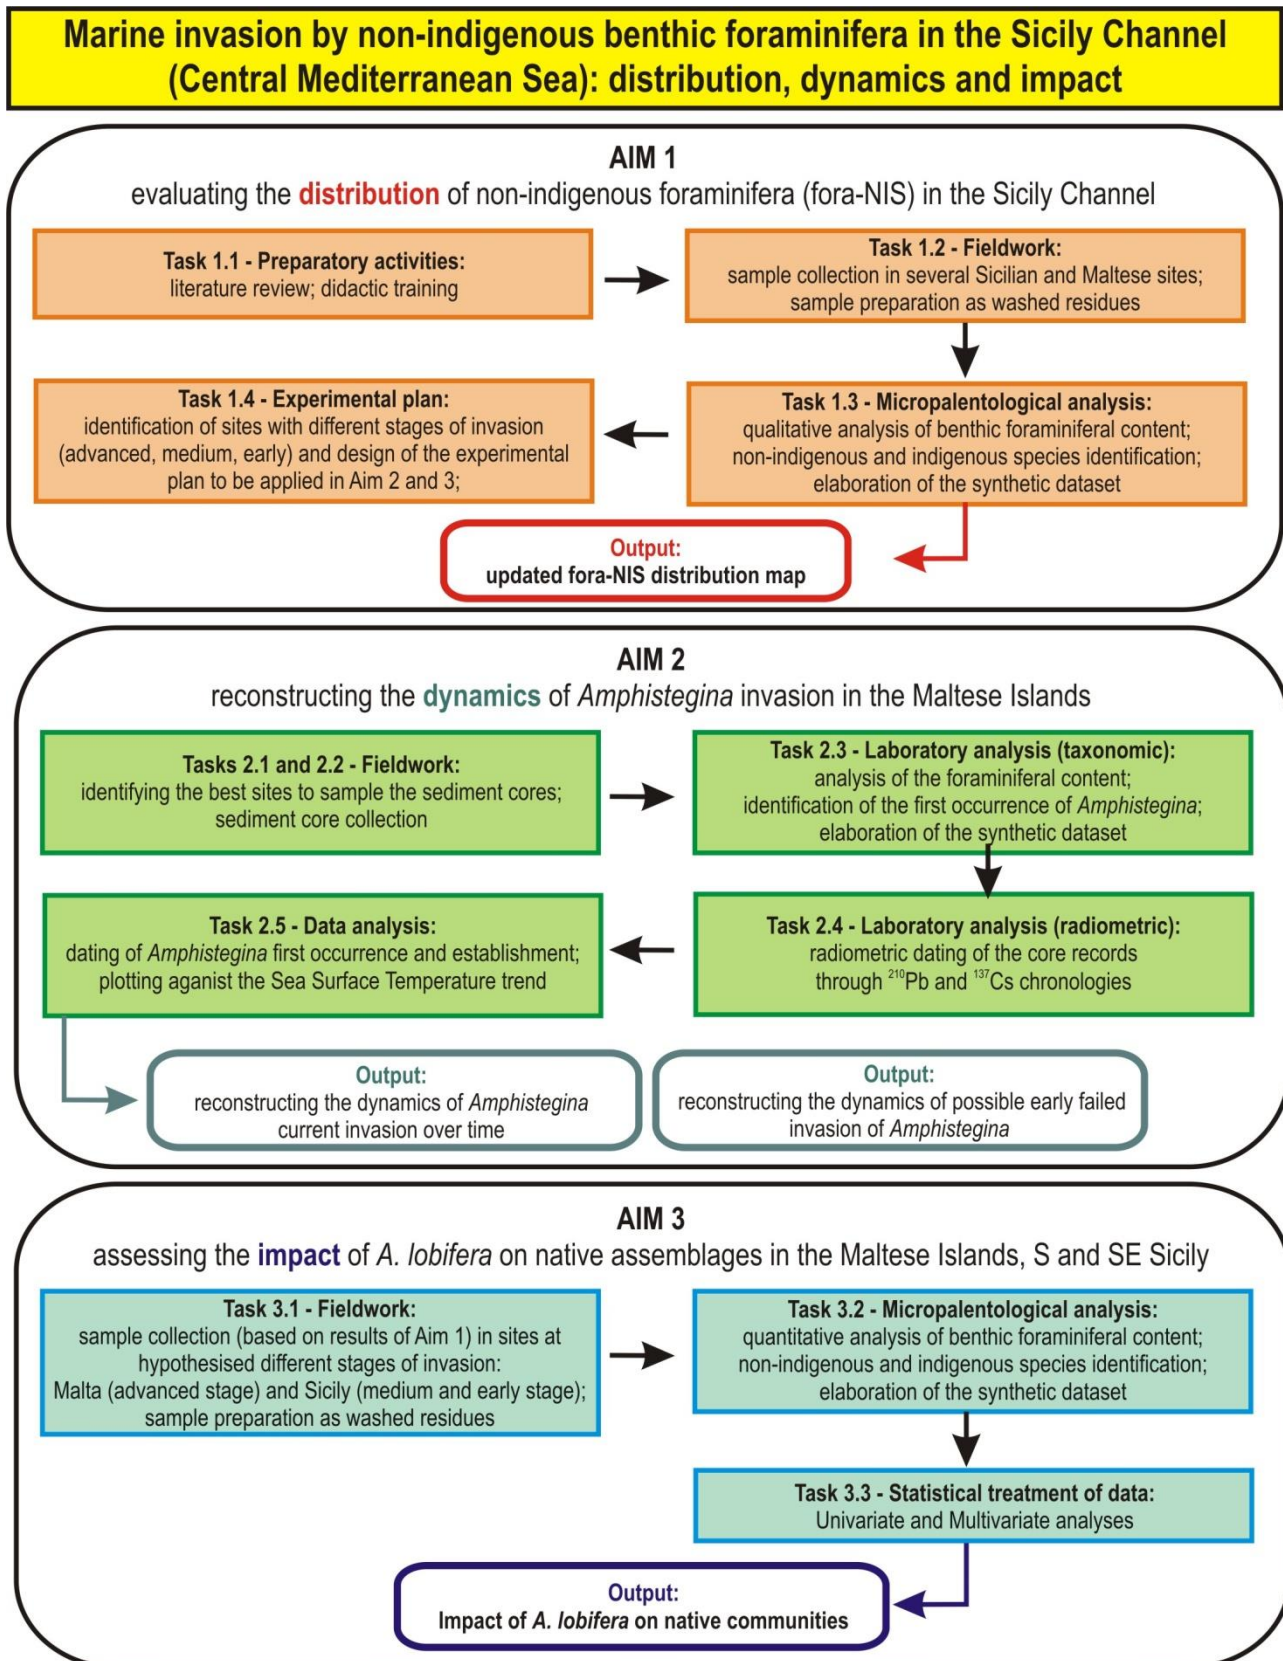 Marine invasion by non-indigenous benthic foraminifera in the Sicily Channel
(Central Mediterranean Sea): distribution, dynamics and impact
AIM 1
evaluating the distribution of non-indigenous foraminifera (fora-NIS) in the Sicily Channel
Task 1.1 - Preparatory activities:
literature review; didactic training
Task 1.2 - Fieldwork:
sample collection in several Sicilian and Maltese sites;
sample preparation as washed residues
Task 1.4 - Experimental plan:
identification of sites with different stages of invasion
(advanced, medium, early) and design of the experimental
plan to be applied in Aim 2 and 3;
Task 1.3 - Micropalentological analysis:
qualitative analysis of benthic foraminiferal content;
non-indigenous and indigenous species identification;
elaboration of the synthetic dataset
Output:
updated fora-NIS distribution map
AIM 2
reconstructing the dynamics of Amphistegina invasion in the Maltese Islands
Tasks 2.1 and 2.2 - Fieldwork:
identifying the best sites to sample the sediment cores;
sediment core collection
Task 2.3 - Laboratory analysis (taxonomic):
analysis of the foraminiferal content;
identification of the first occurrence of Amphistegina;
elaboration of the synthetic dataset
Task 2.5 - Data analysis:
dating of Amphistegina first occurrence and establishment;
plotting aganist the Sea Surface Temperature trend
Task 2.4 - Laboratory analysis (radiometric):
radiometric dating of the core records
through ²¹⁰Pb and ¹³⁷Cs chronologies
Output:
reconstructing the dynamics of Amphistegina
current invasion over time
Output:
reconstructing the dynamics of possible early failed
invasion of Amphistegina
AIM 3
assessing the impact of A. lobifera on native assemblages in the Maltese Islands, S and SE Sicily
Task 3.1 - Fieldwork:
sample collection (based on results of Aim 1) in sites at
hypothesised different stages of invasion:
Malta (advanced stage) and Sicily (medium and early stage);
sample preparation as washed residues
Task 3.2 - Micropalentological analysis:
quantitative analysis of benthic foraminiferal content;
non-indigenous and indigenous species identification;
elaboration of the synthetic dataset
Task 3.3 - Statistical treatment of data:
Univariate and Multivariate analyses
Output:
Impact of A. lobifera on native communities